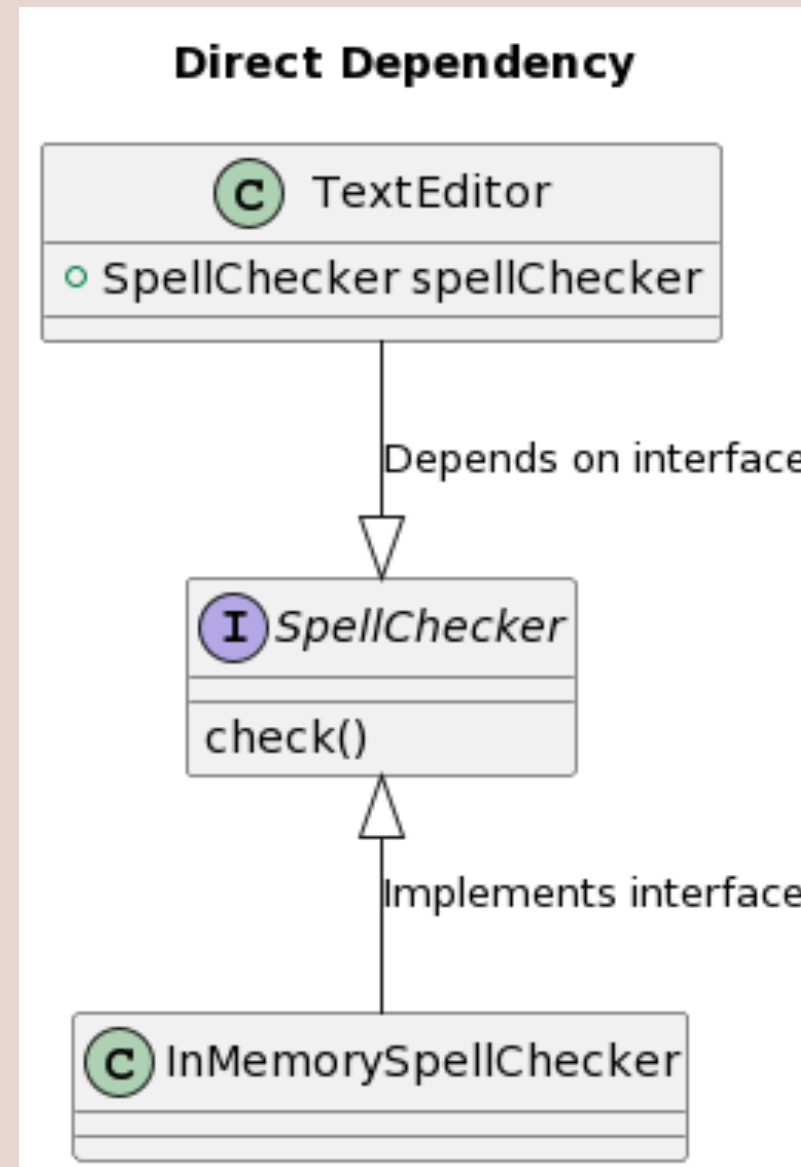 Direct Dependency
C TextEditor
SpellChecker spellChecker
Depends on interface
I SpellChecker
check()
Implements interface
C InMemorySpellChecker